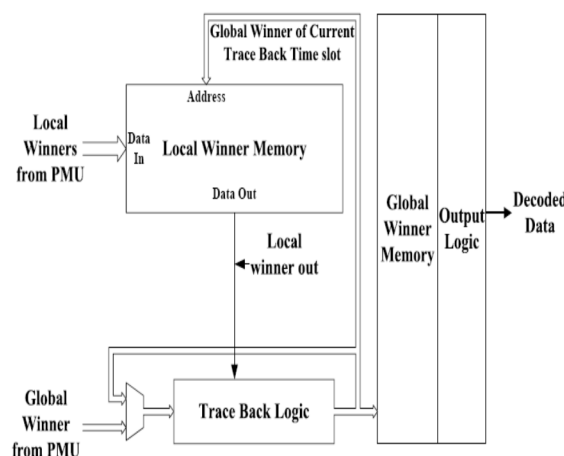 Global Winner of Current
Trace Back Time slot
Address
Local
Winners
from PMU
Data
In
Local Winner Memory
Data Out
Local
winner out
Global
Winner
Memory
Output
Logic
Decoded
Data
Global
Winner
from PMU
Trace Back Logic